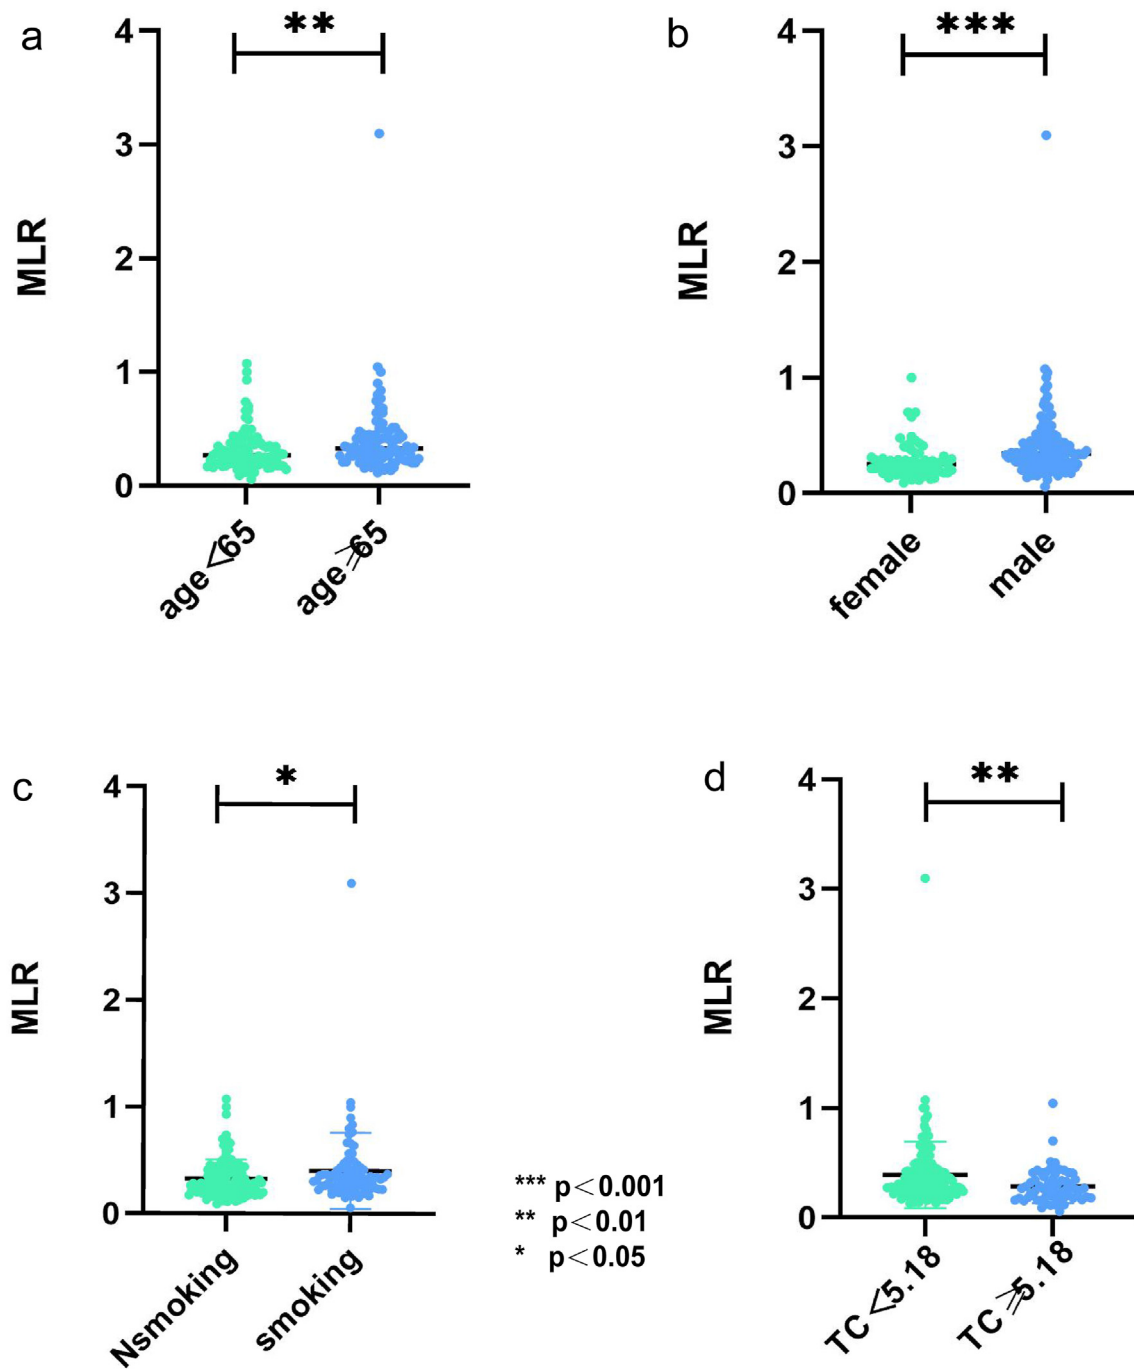 a
**
4
3
2
1
0
MLR
age<65
age⩾65
b
***
4
3
2
1
0
MLR
female
male
c
*
4
3
2
1
0
MLR
Nsmoking
smoking
*** p<0.001
** p<0.01
* p<0.05
d
**
4
3
2
1
0
MLR
TC<5.18
TC⩾5.18